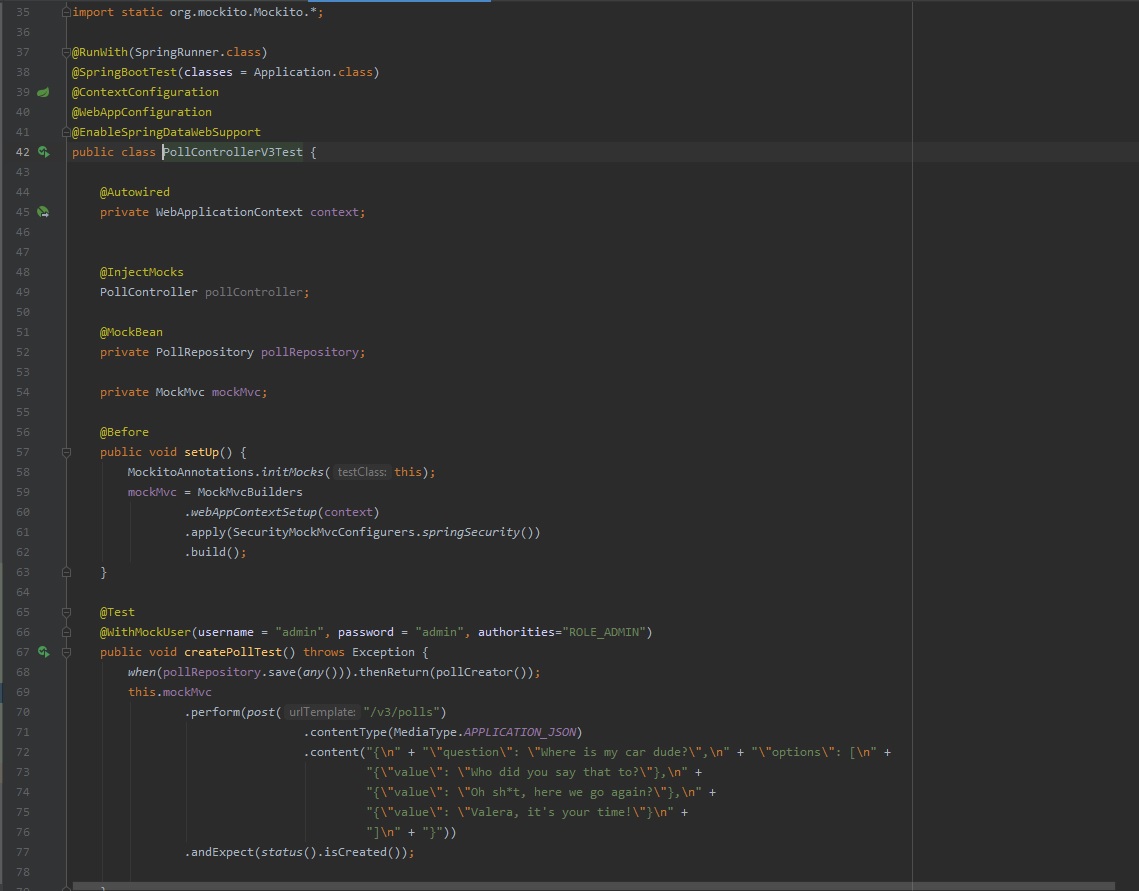 35 import static org.mockito.Mockito.*;
36
37 @RunWith(SpringRunner.class)
38 @SpringBootTest(classes = Application.class)
39 @ContextConfiguration
40 @WebAppConfiguration
41 @EnableSpringDataWebSupport
42 public class PollControllerV3Test {
43
44 @Autowired
45 private WebApplicationContext context;
46
47
48 @InjectMocks
49 PollController pollController;
50
51 @MockBean
52 private PollRepository pollRepository;
53
54 private MockMvc mockMvc;
55
56 @Before
57 public void setUp() {
58 MockitoAnnotations.initMocks( testClass: this);
59 mockMvc = MockMvcBuilders
60 .webAppContextSetup(context)
61 .apply(SecurityMockMvcConfigurers.springSecurity())
62 .build();
63 }
64
65 @Test
66 @WithMockUser(username = "admin", password = "admin", authorities="ROLE_ADMIN")
67 public void createPollTest() throws Exception {
68 when(pollRepository.save(any())).thenReturn(pollCreator());
69 this.mockMvc
70 .perform(post( urlTemplate: "/v3/polls")
71 .contentType(MediaType.APPLICATION_JSON)
72 .content("{\n" + "\"question\": \"Where is my car dude?\",\n" + "\"options\": [\n" +
73 "{\"value\": \"Who did you say that to?\"},\n" +
74 "{\"value\": \"Oh sh*t, here we go again?\"},\n" +
75 "{\"value\": \"Valera, it's your time!\"}\n" +
76 "]\n" + "}"))
77 .andExpect(status().isCreated());
78